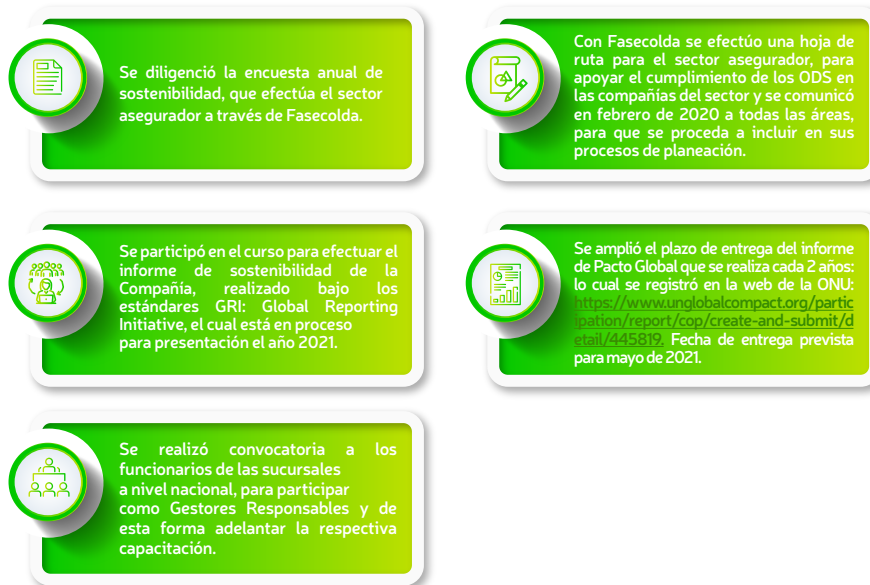 Se diligenció la encuesta anual de
sostenibilidad, que efectúa el sector
asegurador a través de Fasecolda.
Con Fasecolda se efectúo una hoja de
ruta para el sector asegurador, para
apoyar el cumplimiento de los ODS en
las compañías del sector y se comunicó
en febrero de 2020 a todas las áreas,
para que se proceda a incluir en sus
procesos de planeación.
Se participó en el curso para efectuar el
informe de sostenibilidad de la
Compañía, realizado bajo los
estándares GRI: Global Reporting
Initiative, el cual está en proceso
para presentación el año 2021.
Se amplió el plazo de entrega del informe
de Pacto Global que se realiza cada 2 años:
lo cual se registró en la web de la ONU:
https://www.unglobalcompact.org/partic
ipation/report/cop/create-and-submit/d
etail/445819. Fecha de entrega prevista
para mayo de 2021.
Se realizó convocatoria a los
funcionarios de las sucursales
a nivel nacional, para participar
como Gestores Responsables y de
esta forma adelantar la respectiva
capacitación.